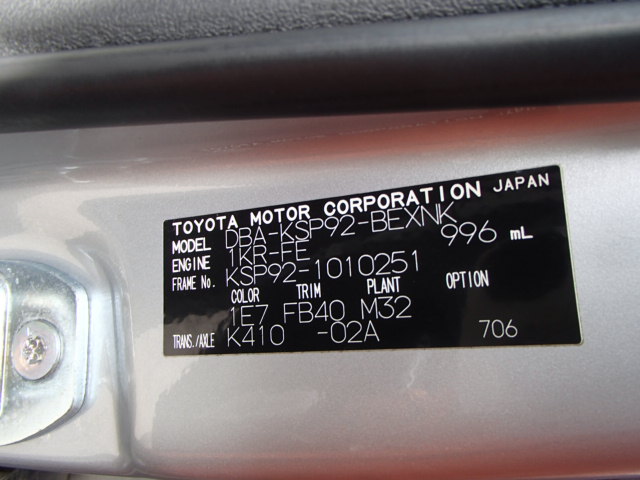 TOYOTA MOTOR CORPORATION JAPAN
MODEL DBA-KSP92-BEXNK
ENGINE 1KR-FE 996 mL
FRAME No. KSP92-1010251
COLOR TRIM PLANT OPTION
1E7 FB40 M32
TRANS./AXLE K410 -02A 706